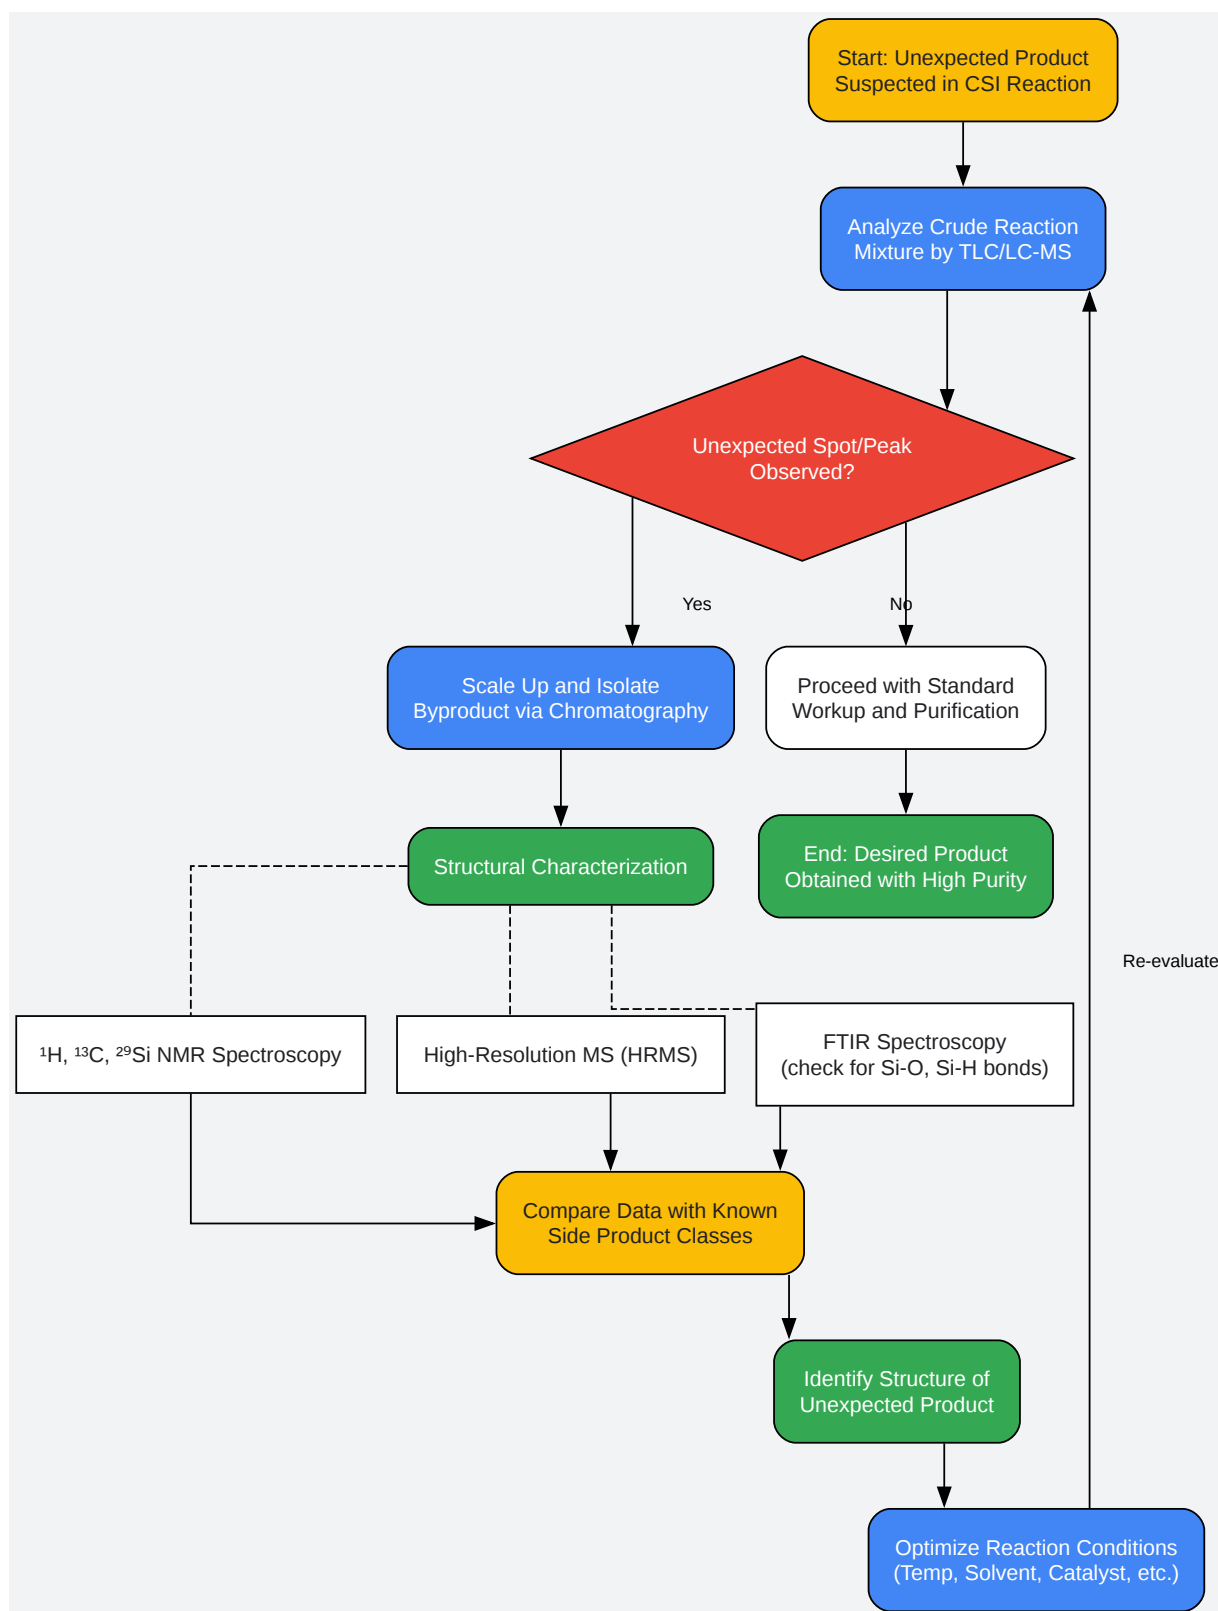 Start: Unexpected Product
Suspected in CSI Reaction
Analyze Crude Reaction
Mixture by TLC/LC-MS
Unexpected Spot/Peak
Observed?
Yes
No
Scale Up and Isolate
Byproduct via Chromatography
Proceed with Standard
Workup and Purification
Structural Characterization
End: Desired Product
Obtained with High Purity
Re-evaluate
¹H, ¹³C, ²⁹Si NMR Spectroscopy
High-Resolution MS (HRMS)
FTIR Spectroscopy
(check for Si-O, Si-H bonds)
Compare Data with Known
Side Product Classes
Identify Structure of
Unexpected Product
Optimize Reaction Conditions
(Temp, Solvent, Catalyst, etc.)